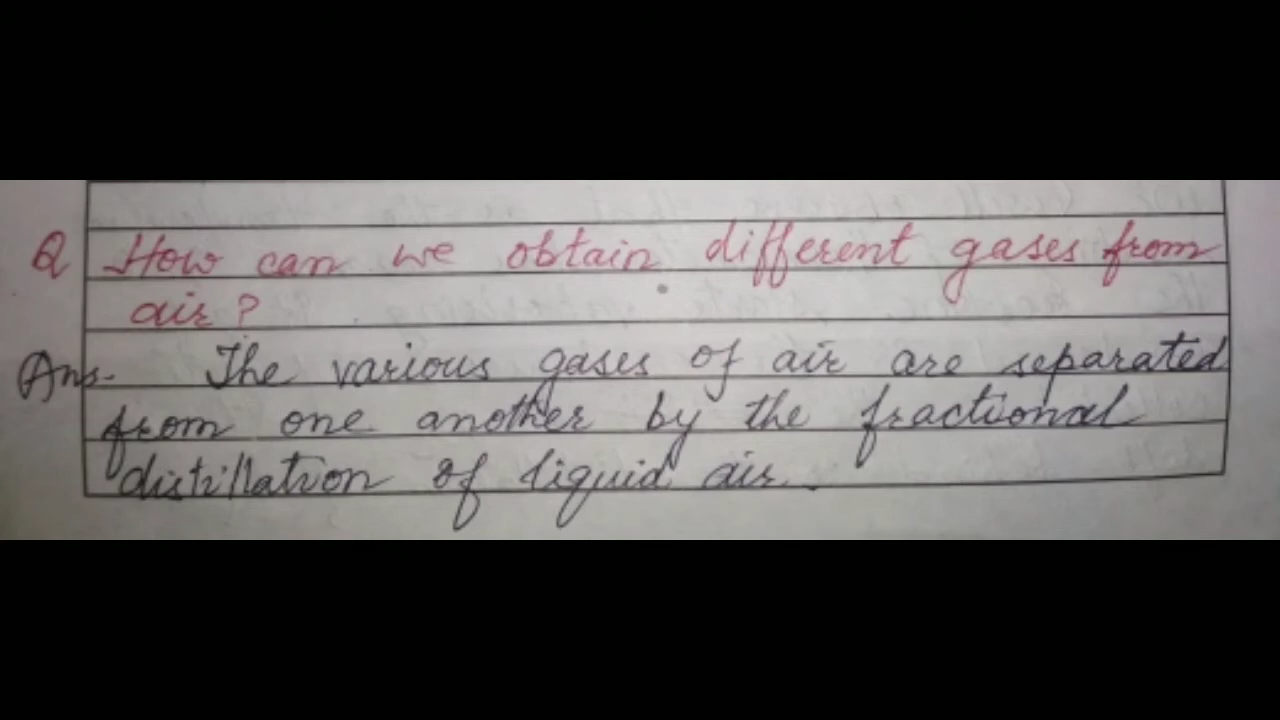 Q How can we obtain different gases from
air?
Ans. The various gases of air are separated
from one another by the fractional
distillation of liquid air.